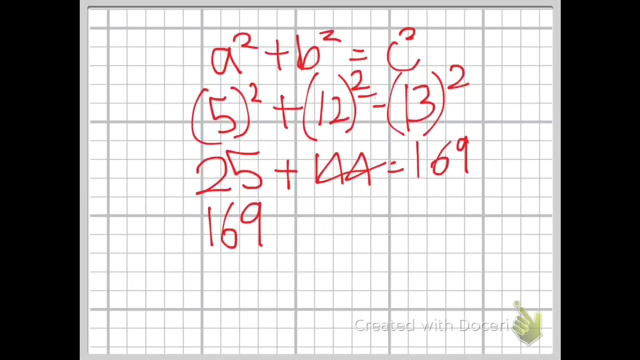 a² + b² = c²
(5)² + (12)² = (13)²
25 + 144 = 169
169
Created with Doceri